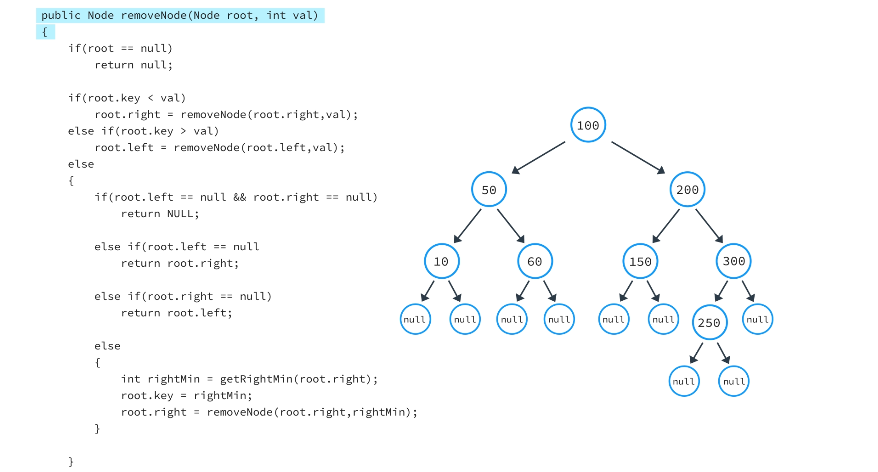 public Node removeNode(Node root, int val)
{
if(root == null)
return null;
if(root.key < val)
root.right = removeNode(root.right,val);
else if(root.key > val)
root.left = removeNode(root.left,val);
else
{
if(root.left == null && root.right == null)
return NULL;
else if(root.left == null
return root.right;
else if(root.right == null)
return root.left;
else
{
int rightMin = getRightMin(root.right);
root.key = rightMin;
root.right = removeNode(root.right,rightMin);
}
}
100
50 200
10 60 150 300
null null null null null null 250 null
null null